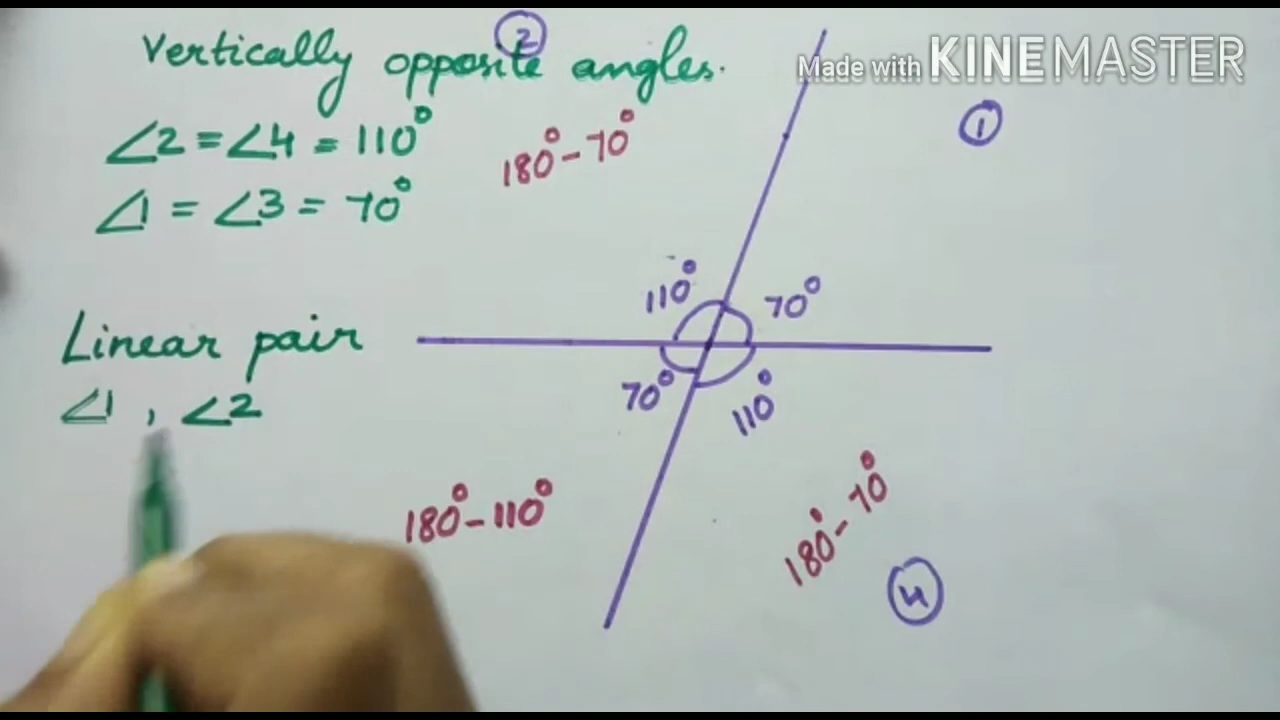 Vertically opposite angles.
2
Made with KINEMASTER
1
∠2 = ∠4 = 110°
180° - 70°
∠1 = ∠3 = 70°
110°
70°
Linear pair
70°
110°
∠1 , ∠2
180° - 110°
180° - 70°
4